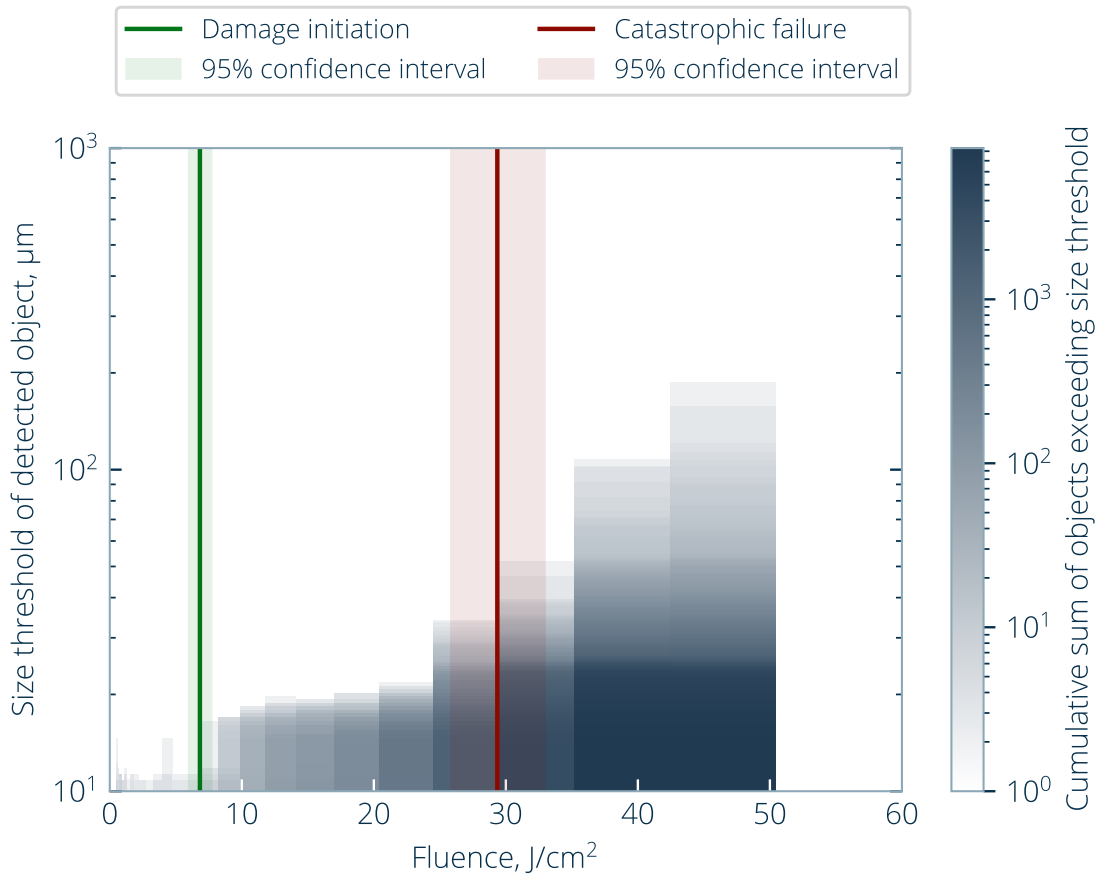 Damage initiation
95% confidence interval
Catastrophic failure
95% confidence interval
Size threshold of detected object, µm
10³
10²
10¹
0 10 20 30 40 50 60
Fluence, J/cm²
10³
10²
10¹
10⁰
Cumulative sum of objects exceeding size threshold